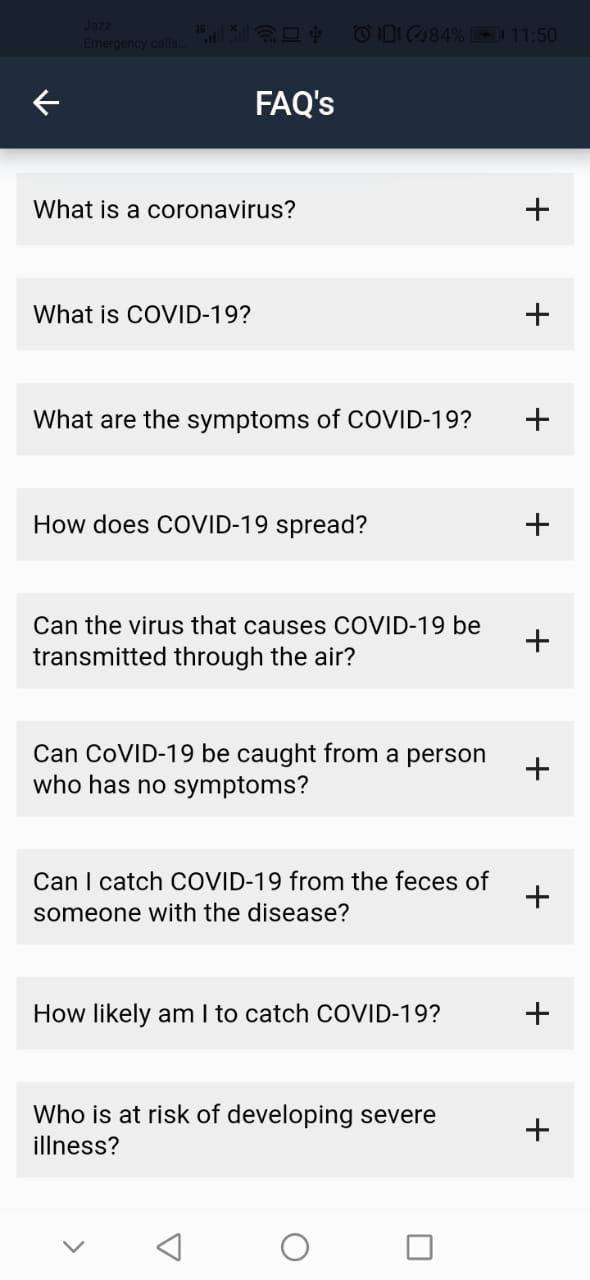 Jazz
Emergency calls...
84% 11:50
FAQ's
What is a coronavirus?
What is COVID-19?
What are the symptoms of COVID-19?
How does COVID-19 spread?
Can the virus that causes COVID-19 be
transmitted through the air?
Can CoVID-19 be caught from a person
who has no symptoms?
Can I catch COVID-19 from the feces of
someone with the disease?
How likely am I to catch COVID-19?
Who is at risk of developing severe
illness?